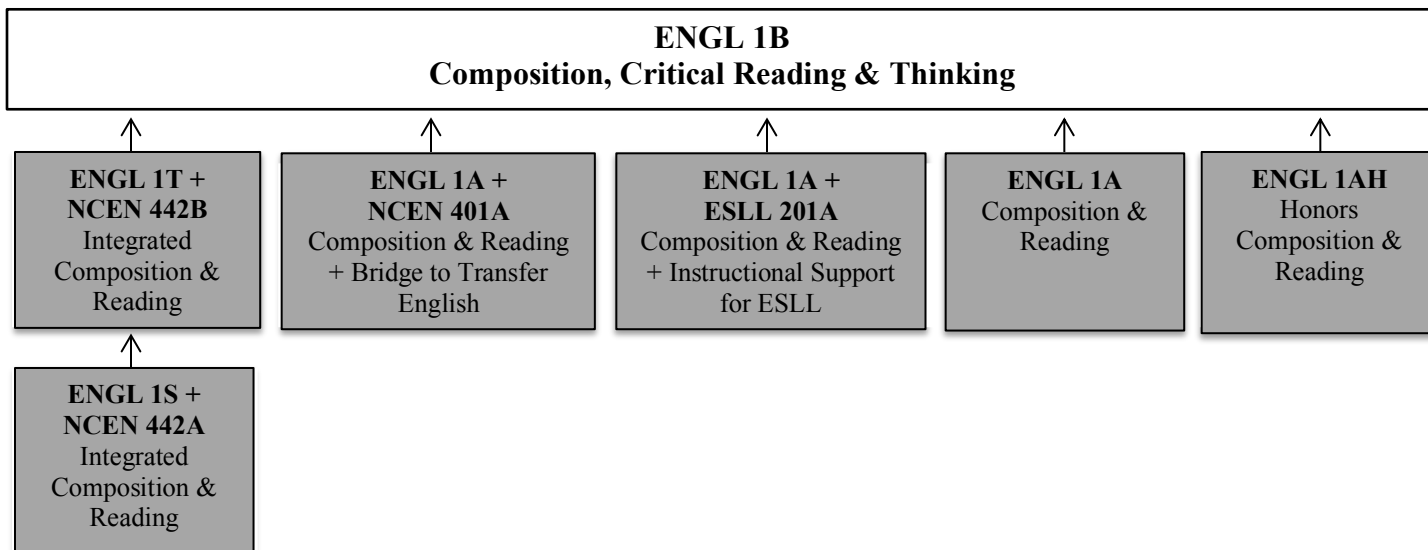 ENGL 1B
Composition, Critical Reading & Thinking
ENGL 1T +
NCEN 442B
Integrated
Composition &
Reading
ENGL 1A +
NCEN 401A
Composition & Reading
+ Bridge to Transfer
English
ENGL 1A +
ESLL 201A
Composition & Reading
+ Instructional Support
for ESLL
ENGL 1A
Composition &
Reading
ENGL 1AH
Honors
Composition &
Reading
ENGL 1S +
NCEN 442A
Integrated
Composition &
Reading